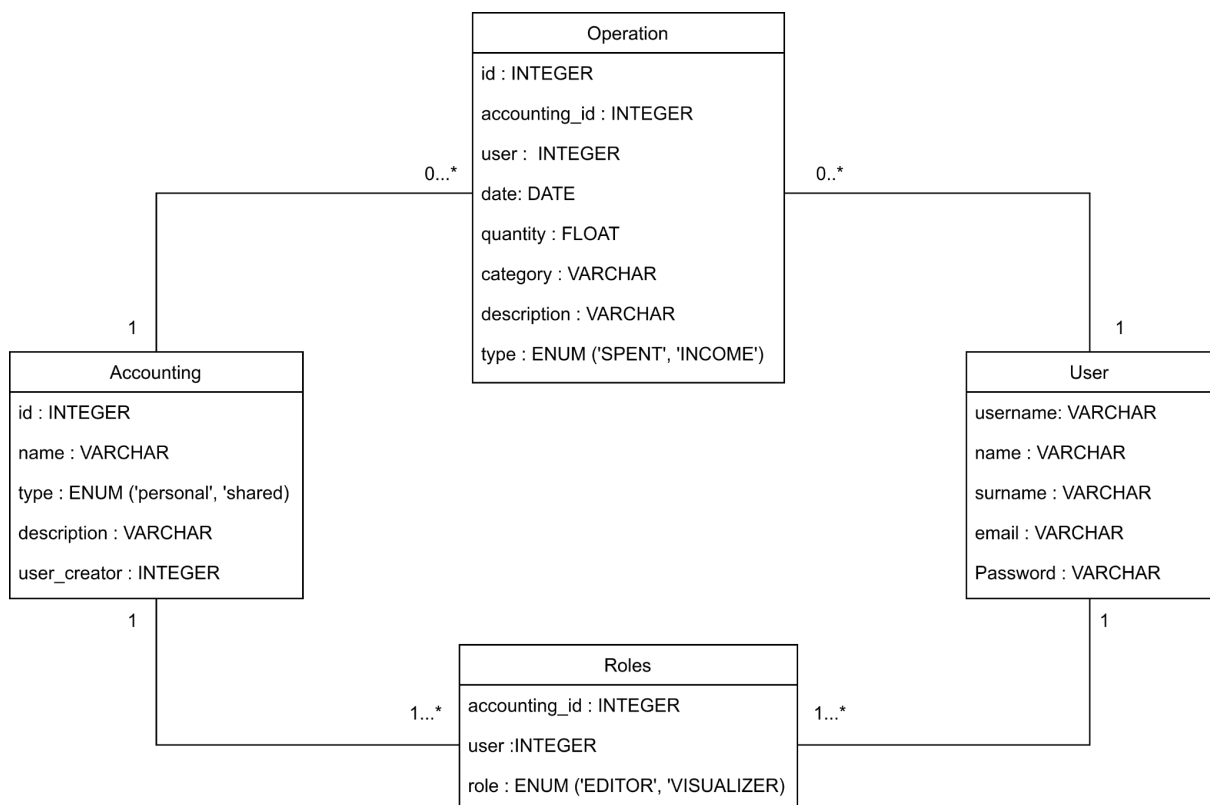 Operation
id : INTEGER
accounting_id : INTEGER
user :  INTEGER
date: DATE
quantity : FLOAT
category : VARCHAR
description : VARCHAR
type : ENUM ('SPENT', 'INCOME')
0...*
0..*
1
1
Accounting
id : INTEGER
name : VARCHAR
type : ENUM ('personal', 'shared)
description : VARCHAR
user_creator : INTEGER
User
username: VARCHAR
name : VARCHAR
surname : VARCHAR
email : VARCHAR
Password : VARCHAR
1
1
1...*
1...*
Roles
accounting_id : INTEGER
user :INTEGER
role : ENUM ('EDITOR', 'VISUALIZER)